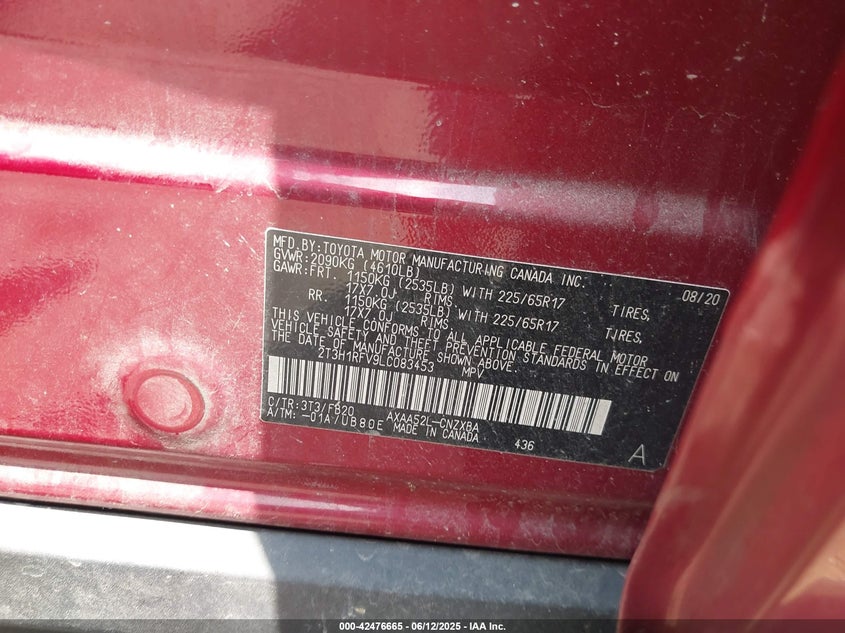 MFD.BY:TOYOTA MOTOR MANUFACTURING CANADA INC. 08/20
GVWR:2090KG (4610LB)
GAWR:FRT. 1150KG (2535LB) WITH 225/65R17 TIRES,
17X7.0J RIMS,
RR. 1150KG (2535LB) WITH 225/65R17 TIRES,
17X7.0J RIMS
THIS VEHICLE CONFORMS TO ALL APPLICABLE FEDERAL MOTOR
VEHICLE SAFETY AND THEFT PREVENTION STANDARDS IN EFFECT ON
THE DATE OF MANUFACTURE SHOWN ABOVE.
2T3H1RFV9LC083453 MPV
C/TR:3T3/FB20 AXAA52L-CNZXBA
A/TM:-01A/UB80E MADE IN CANADA 436
A
000-42476665 - 06/12/2025 - IAA Inc.